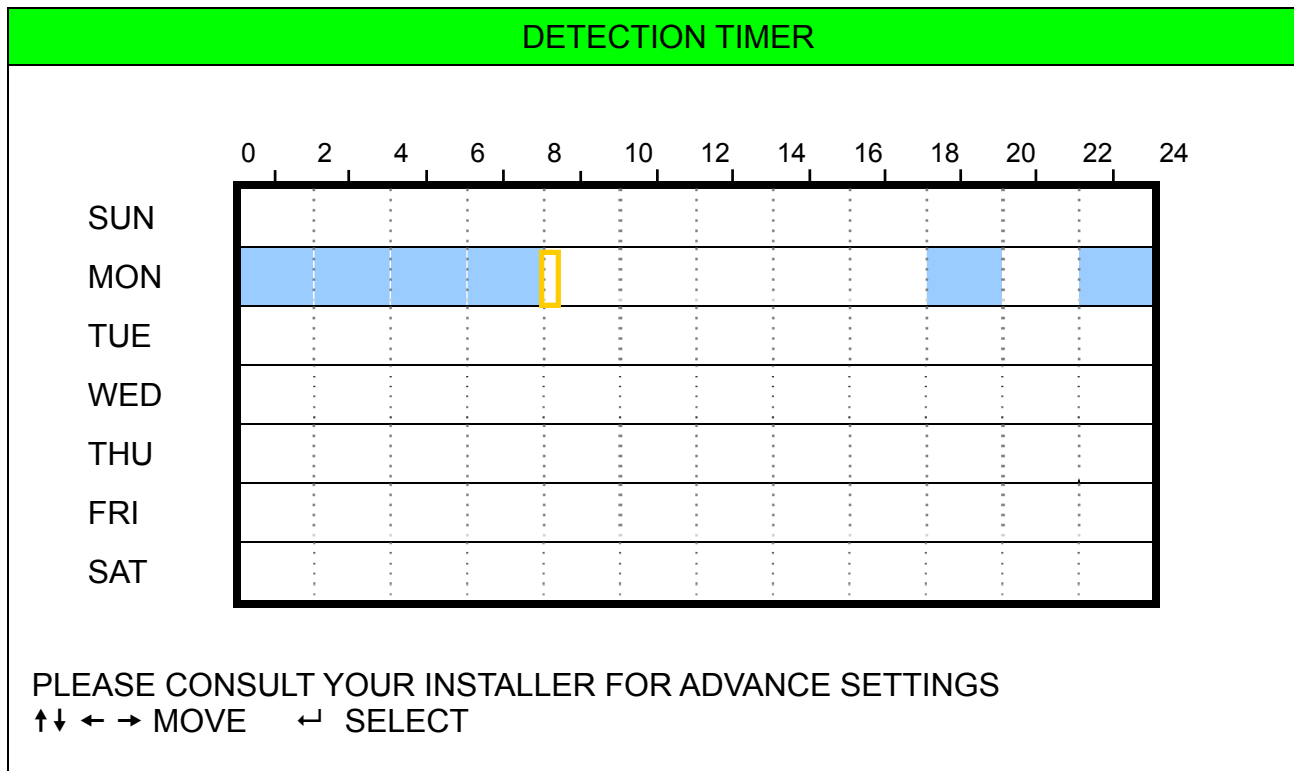 DETECTION TIMER
0 2 4 6 8 10 12 14 16 18 20 22 24
SUN
MON
TUE
WED
THU
FRI
SAT
PLEASE CONSULT YOUR INSTALLER FOR ADVANCE SETTINGS
↑↓ ← → MOVE ↵ SELECT